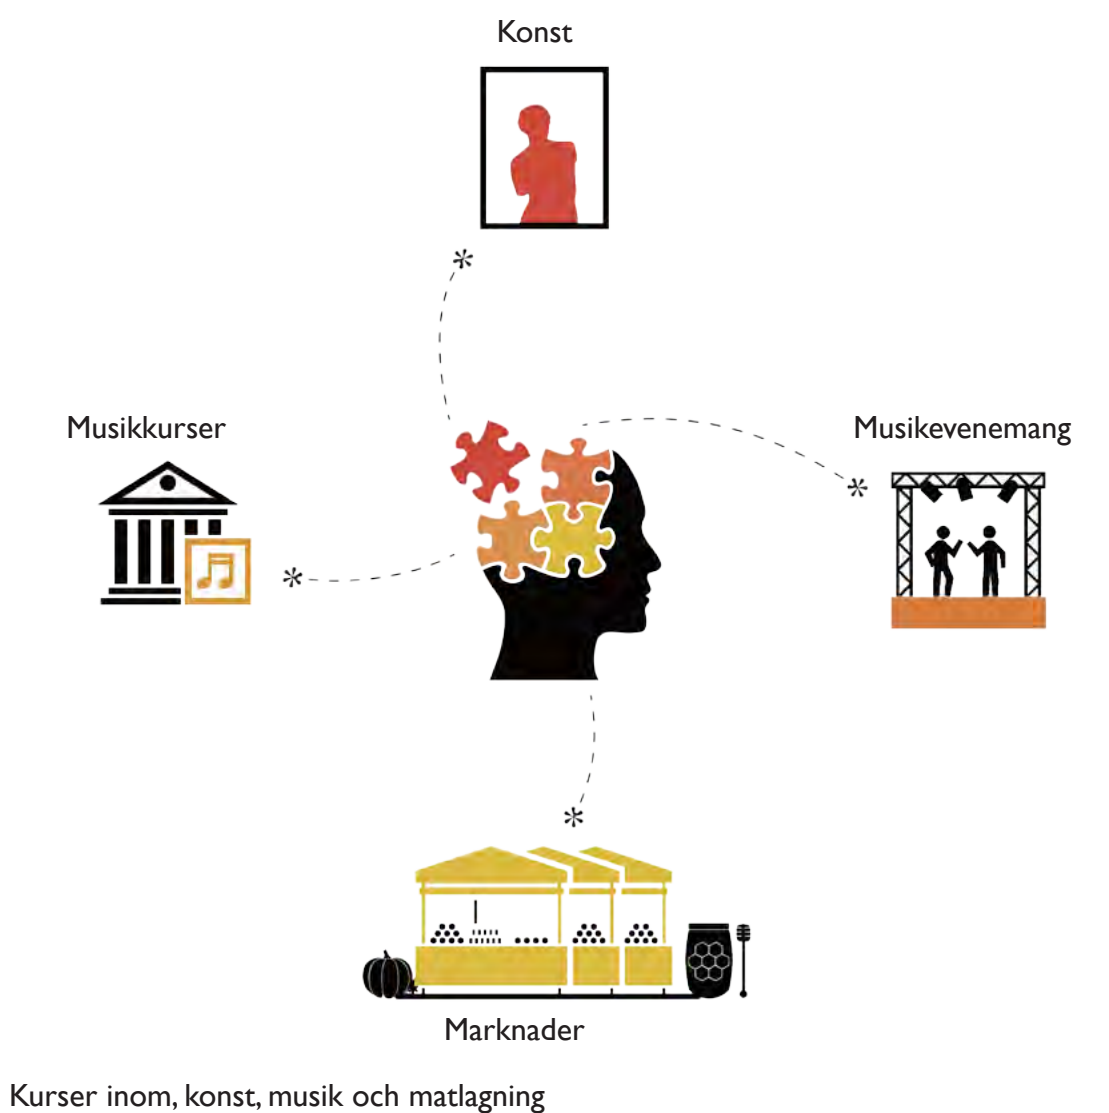 Konst
Musikkurser
Musikevenemang
Marknader
Kurser inom, konst, musik och matlagning